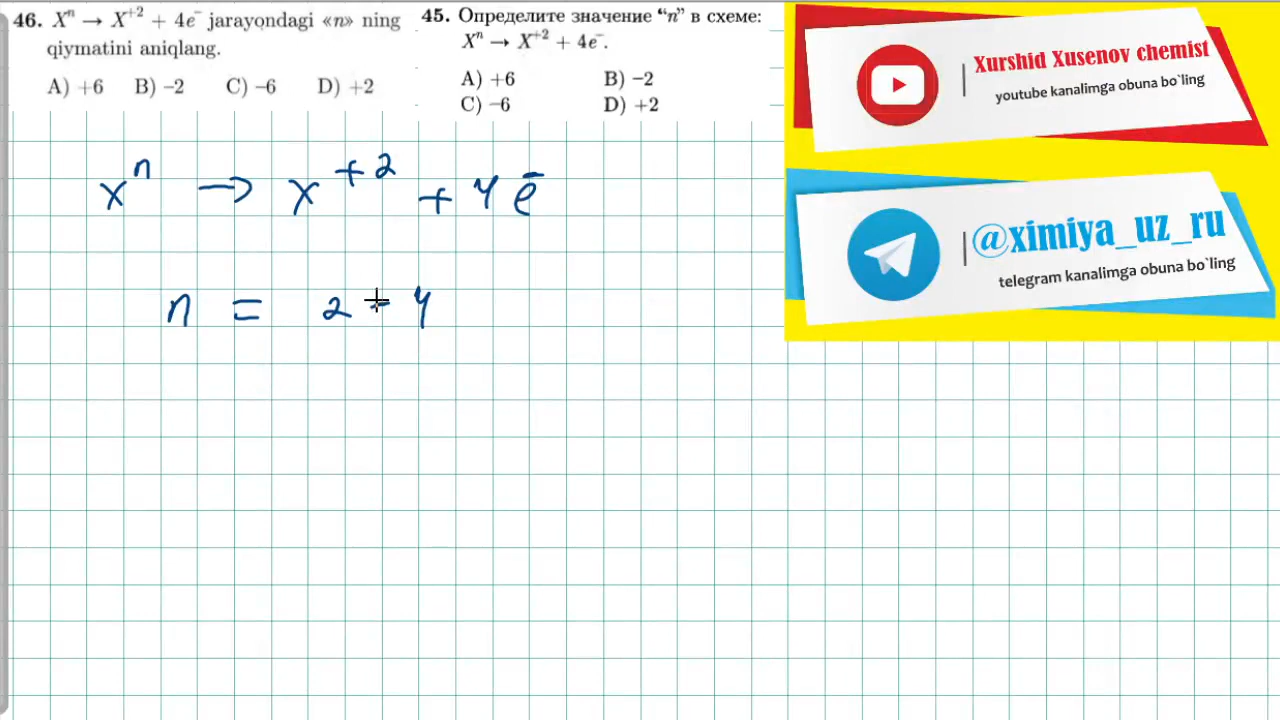 46. Xⁿ → X⁺² + 4e⁻ jarayondagi «n» ning
qiymatini aniqlang.
A) +6 B) –2 C) –6 D) +2
45. Определите значение “n” в схеме:
Xⁿ → X⁺² + 4e⁻.
A) +6 B) –2
C) –6 D) +2
xⁿ → x⁺² + 4e⁻
n = 2 - 4
Xurshid Xusenov chemist
youtube kanalimga obuna bo`ling
@ximiya_uz_ru
telegram kanalimga obuna bo`ling